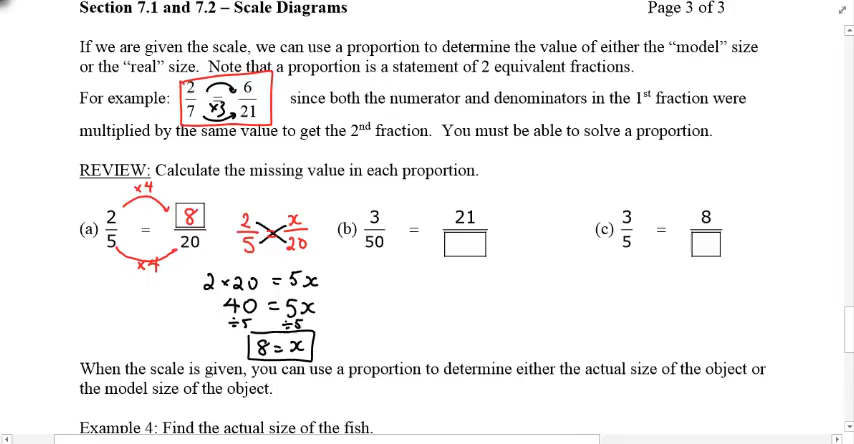 Section 7.1 and 7.2 – Scale Diagrams Page 3 of 3
If we are given the scale, we can use a proportion to determine the value of either the “model” size
or the “real” size. Note that a proportion is a statement of 2 equivalent fractions.
For example: 2/7 = 6/21 ×3 since both the numerator and denominators in the 1st fraction were
multiplied by the same value to get the 2nd fraction. You must be able to solve a proportion.
REVIEW: Calculate the missing value in each proportion.
×4
(a) 2/5 = 8/20 2/5 = x/20 (b) 3/50 = 21/ (c) 3/5 = 8/
×4
2 × 20 = 5x
40 = 5x
÷5 ÷5
8 = x
When the scale is given, you can use a proportion to determine either the actual size of the object or
the model size of the object.
Example 4: Find the actual size of the fish.